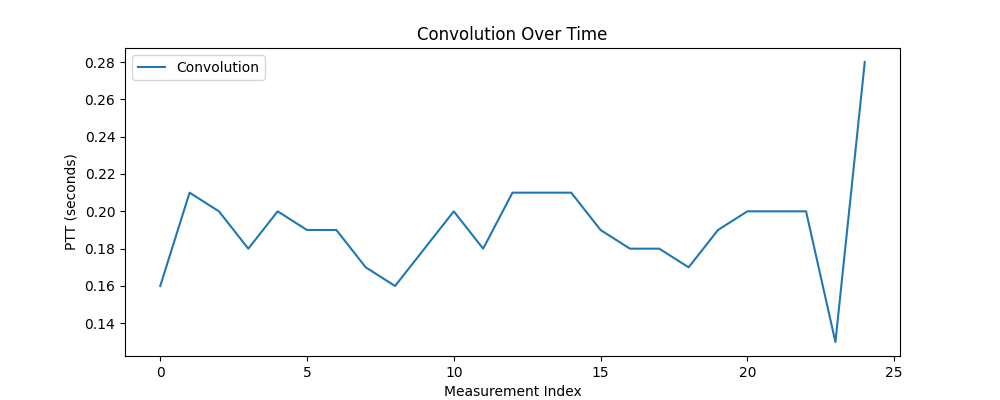 Convolution Over Time
Convolution
PTT (seconds)
0.28
0.26
0.24
0.22
0.20
0.18
0.16
0.14
0 5 10 15 20 25
Measurement Index